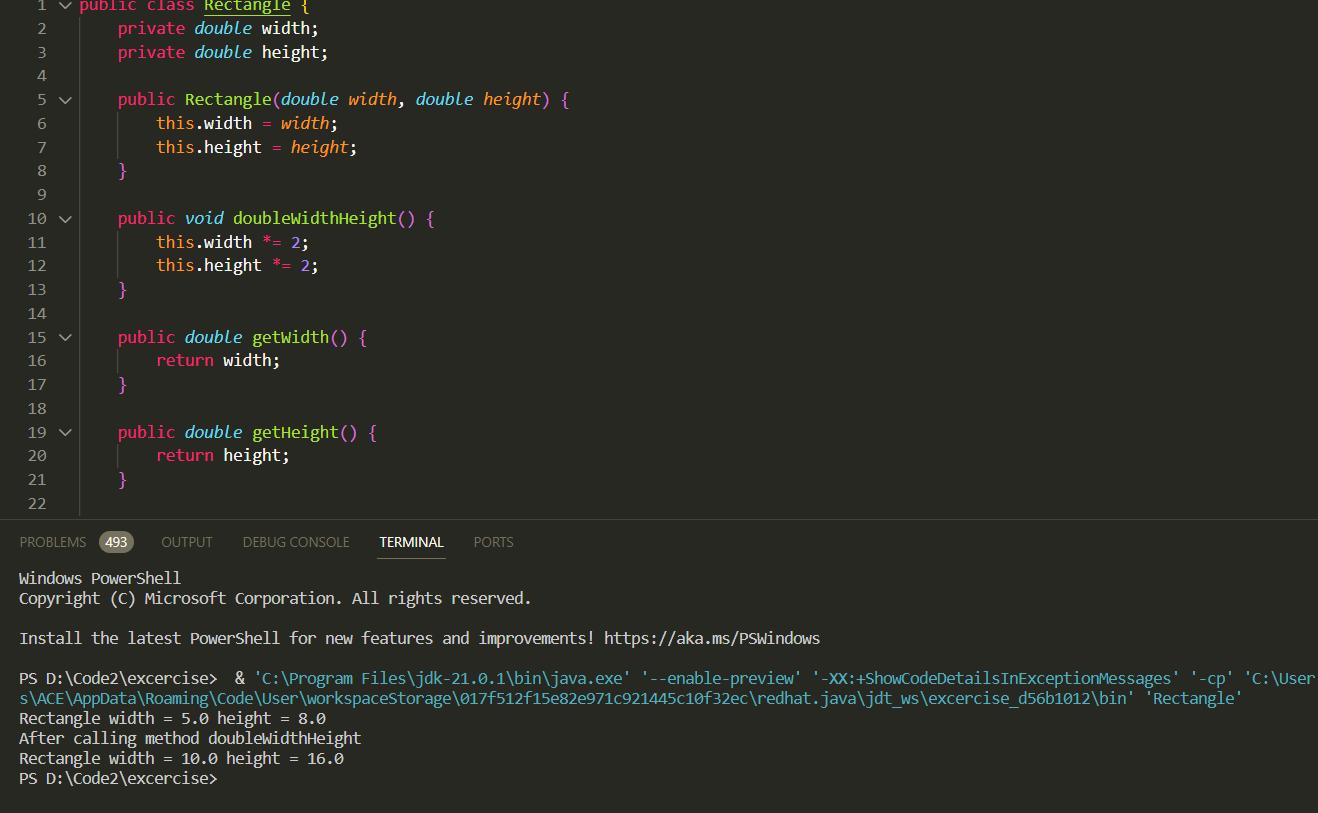 1 public class Rectangle {
2 private double width;
3 private double height;
4
5 public Rectangle(double width, double height) {
6 this.width = width;
7 this.height = height;
8 }
9
10 public void doubleWidthHeight() {
11 this.width *= 2;
12 this.height *= 2;
13 }
14
15 public double getWidth() {
16 return width;
17 }
18
19 public double getHeight() {
20 return height;
21 }
22
PROBLEMS 493 OUTPUT DEBUG CONSOLE TERMINAL PORTS
Windows PowerShell
Copyright (C) Microsoft Corporation. All rights reserved.
Install the latest PowerShell for new features and improvements! https://aka.ms/PSWindows
PS D:\Code2\excercise> & 'C:\Program Files\jdk-21.0.1\bin\java.exe' '--enable-preview' '-XX:+ShowCodeDetailsInExceptionMessages' '-cp' 'C:\User
s\ACE\AppData\Roaming\Code\User\workspaceStorage\017f512f15e82e971c921445c10f32ec\redhat.java\jdt_ws\excercise_d56b1012\bin' 'Rectangle'
Rectangle width = 5.0 height = 8.0
After calling method doubleWidthHeight
Rectangle width = 10.0 height = 16.0
PS D:\Code2\excercise>